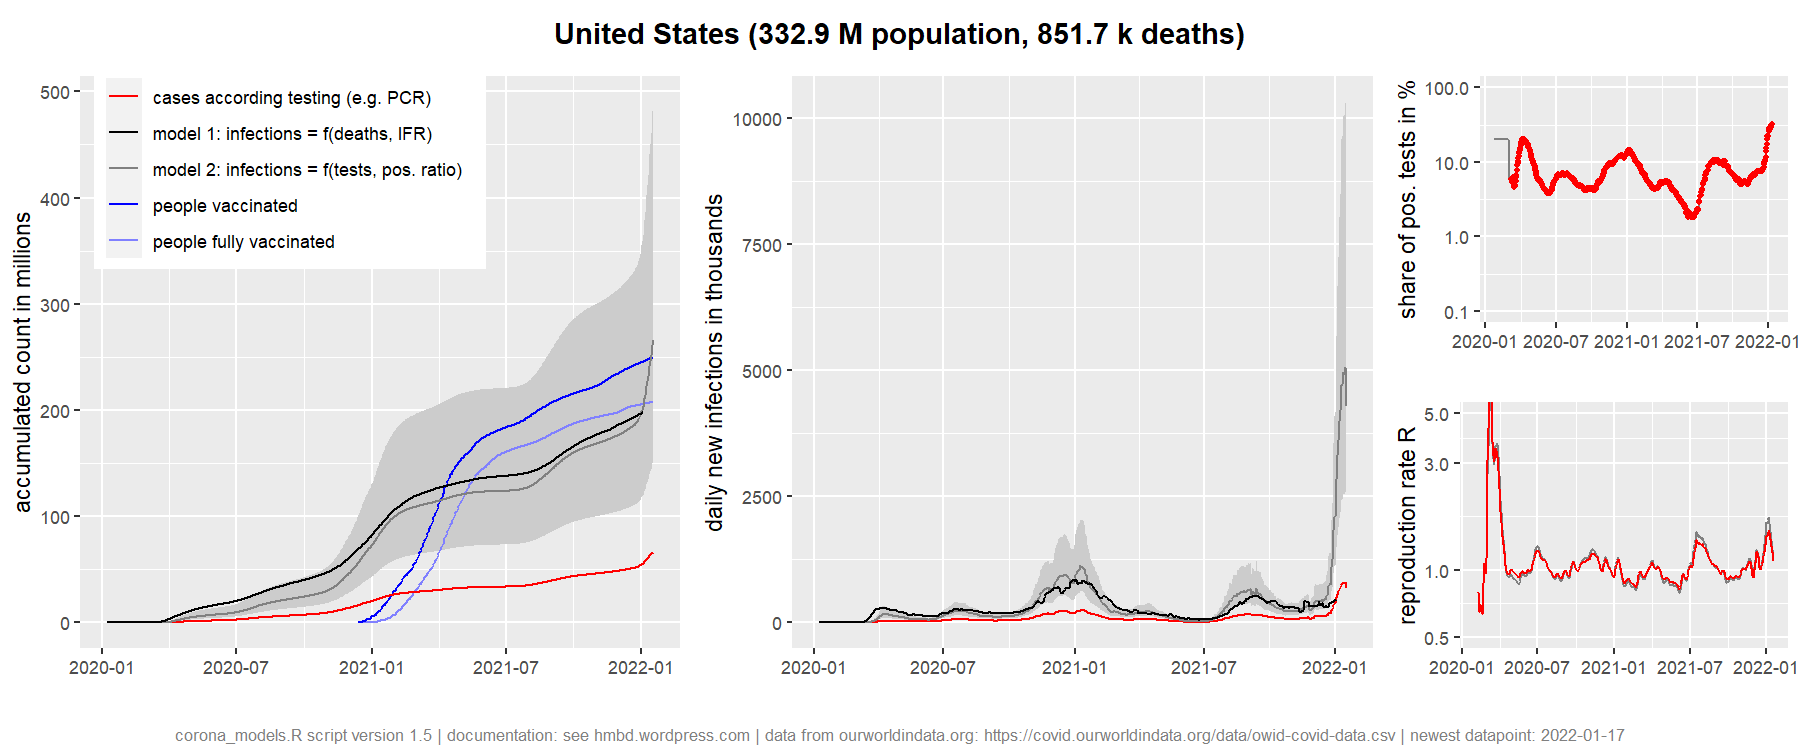 United States (332.9 M population, 851.7 k deaths)
accumulated count in millions
500
400
300
200
100
0
cases according testing (e.g. PCR)
model 1: infections = f(deaths, IFR)
model 2: infections = f(tests, pos. ratio)
people vaccinated
people fully vaccinated
2020-01 2020-07 2021-01 2021-07 2022-01
daily new infections in thousands
10000
7500
5000
2500
0
2020-01 2020-07 2021-01 2021-07 2022-01
share of pos. tests in %
100.0
10.0
1.0
0.1
2020-01 2020-07 2021-01 2021-07 2022-01
reproduction rate R
5.0
3.0
1.0
0.5
2020-01 2020-07 2021-01 2021-07 2022-01
corona_models.R script version 1.5 | documentation: see hmbd.wordpress.com | data from ourworldindata.org: https://covid.ourworldindata.org/data/owid-covid-data.csv | newest datapoint: 2022-01-17